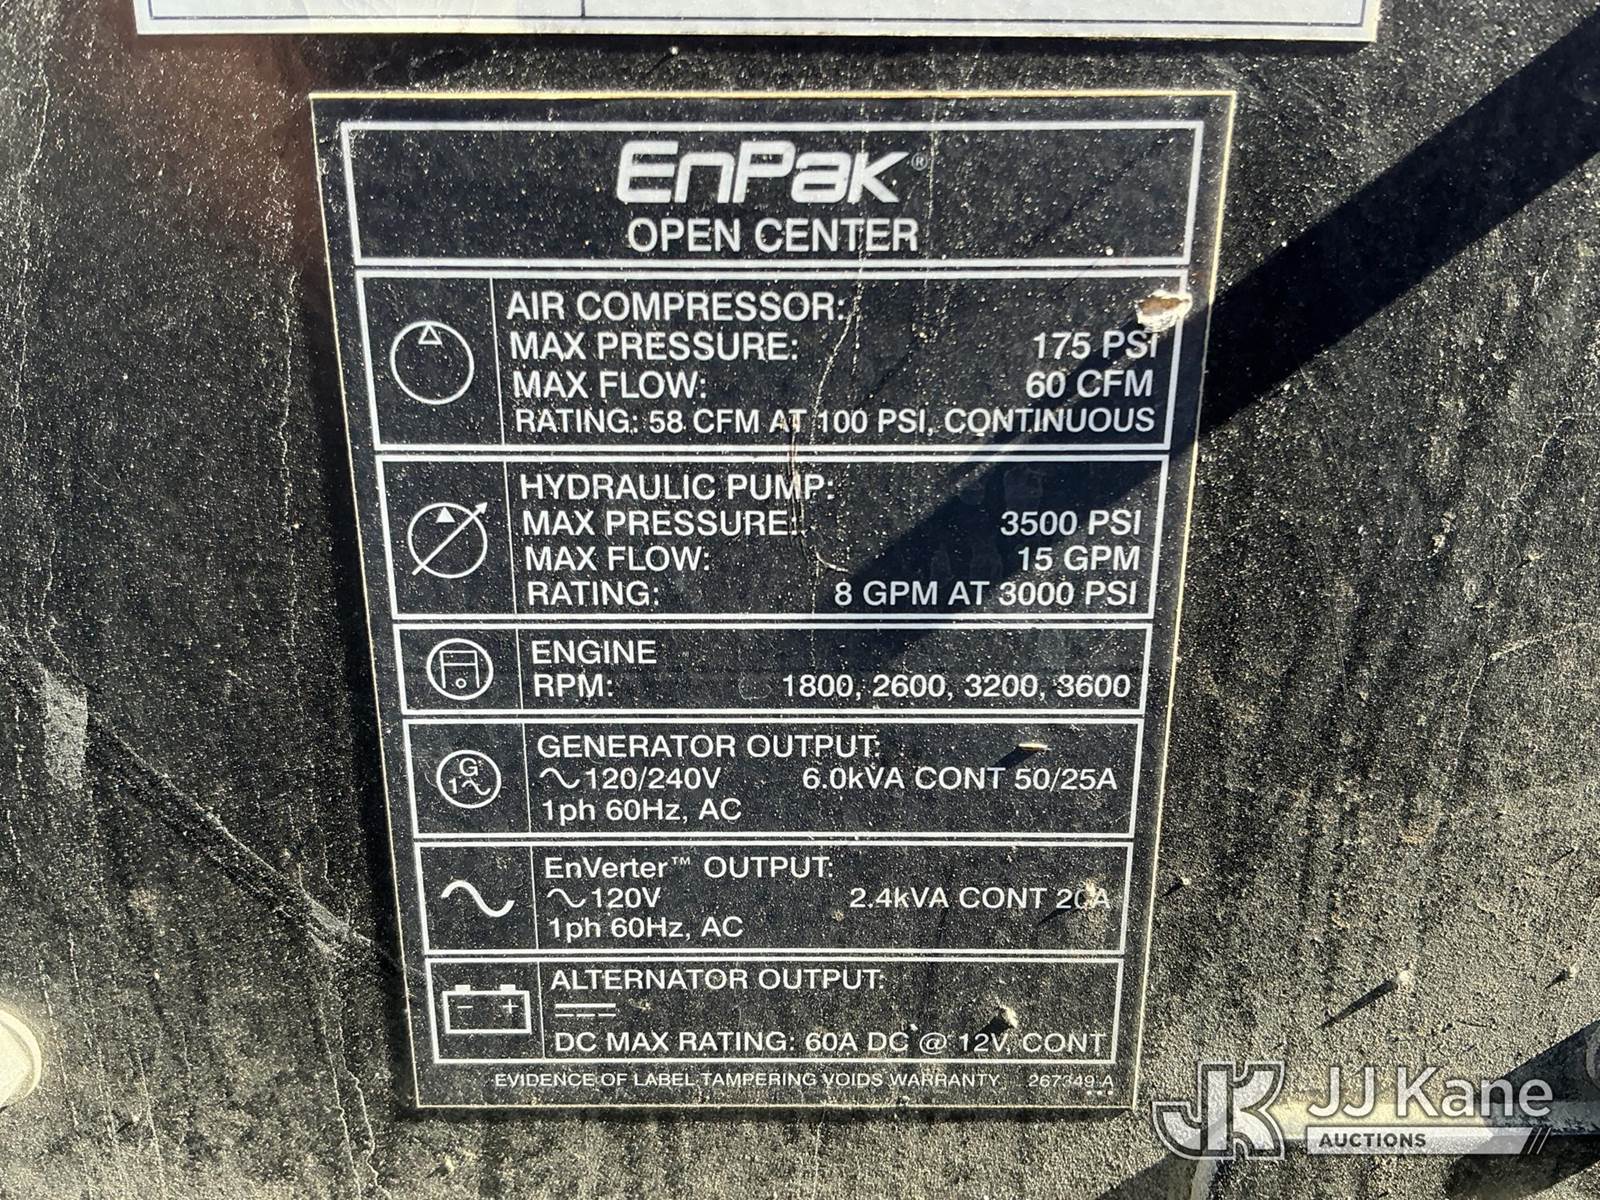 EnPak®
OPEN CENTER
AIR COMPRESSOR:
MAX PRESSURE: 175 PSI
MAX FLOW: 60 CFM
RATING: 58 CFM AT 100 PSI, CONTINUOUS
HYDRAULIC PUMP:
MAX PRESSURE: 3500 PSI
MAX FLOW: 15 GPM
RATING: 8 GPM AT 3000 PSI
ENGINE
RPM: 1800, 2600, 3200, 3600
G
1~
GENERATOR OUTPUT:
~120/240V 6.0kVA CONT 50/25A
1ph 60Hz, AC
EnVerter™ OUTPUT:
~120V 2.4kVA CONT 20A
1ph 60Hz, AC
ALTERNATOR OUTPUT:
- +
DC MAX RATING: 60A DC @ 12V, CONT
EVIDENCE OF LABEL TAMPERING VOIDS WARRANTY 267349 A
JK JJ Kane
AUCTIONS